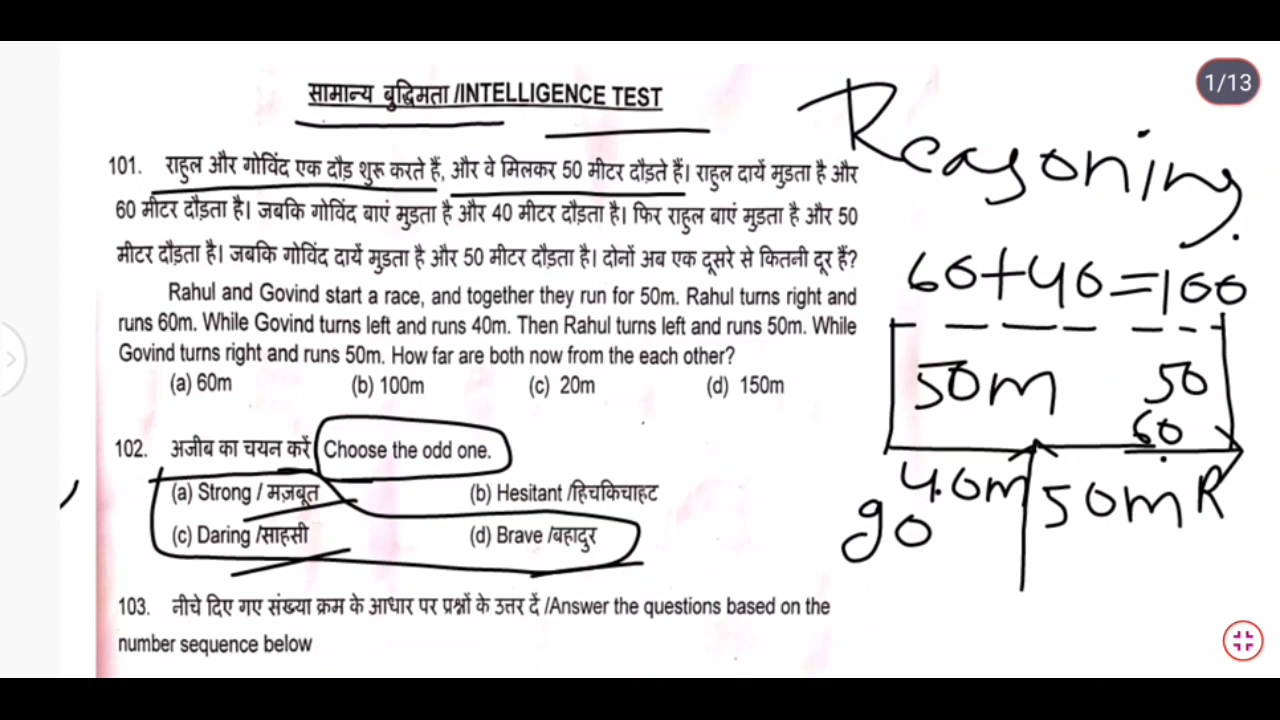 1/13
सामान्य बुद्धिमता /INTELLIGENCE TEST
Reasoning.
101. राहुल और गोविंद एक दौड़ शुरू करते हैं, और वे मिलकर 50 मीटर दौड़ते हैं। राहुल दायें मुडता है और
60 मीटर दौड़ता है। जबकि गोविंद बाएं मुड़ता है और 40 मीटर दौड़ता है। फिर राहुल बाएं मुड़ता है और 50
मीटर दौड़ता है। जबकि गोविंद दायें मुड़ता है और 50 मीटर दौड़ता है। दोनों अब एक दूसरे से कितनी दूर हैं?
Rahul and Govind start a race, and together they run for 50m. Rahul turns right and
runs 60m. While Govind turns left and runs 40m. Then Rahul turns left and runs 50m. While
Govind turns right and runs 50m. How far are both now from the each other?
(a) 60m (b) 100m (c) 20m (d) 150m
60+40=100
50m 50
60
40m 50m R
go
102. अजीब का चयन करें Choose the odd one.
(a) Strong / मज़बूत (b) Hesitant /हिचकिचाहट
(c) Daring /साहसी (d) Brave /बहादुर
103. नीचे दिए गए संख्या क्रम के आधार पर प्रश्नों के उत्तर दें /Answer the questions based on the
number sequence below